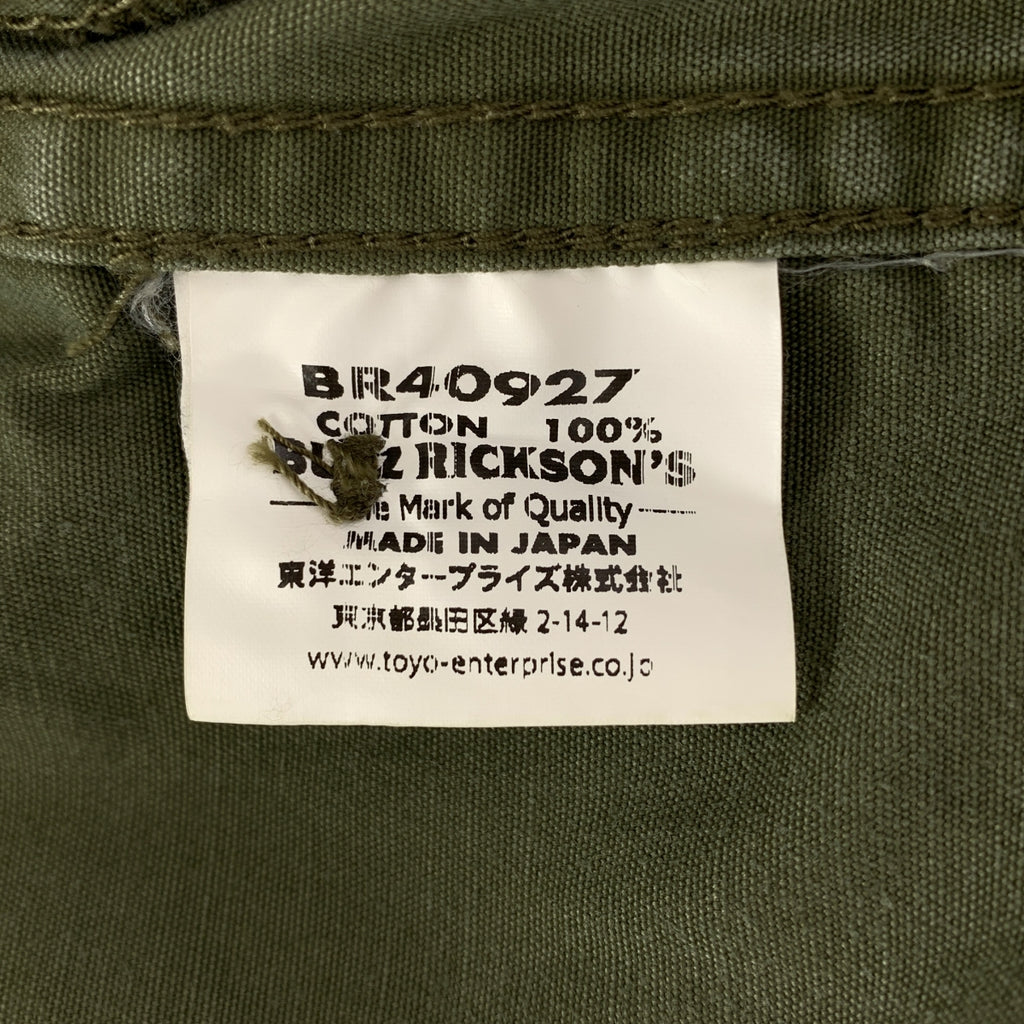 BR40927
COTTON 100%
BUZZ RICKSON'S
The Mark of Quality
MADE IN JAPAN
東洋エンタープライズ株式会社
東京都墨田区緑 2-14-12
www.toyo-enterprise.co.jp